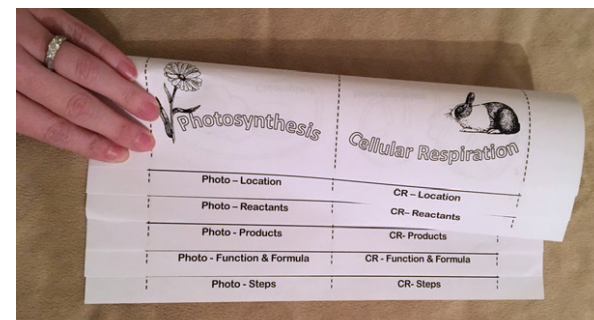 Photosynthesis
Cellular Respiration
Photo – Location
CR – Location
Photo – Reactants
CR– Reactants
Photo - Products
CR- Products
Photo - Function & Formula
CR - Function & Formula
Photo - Steps
CR- Steps